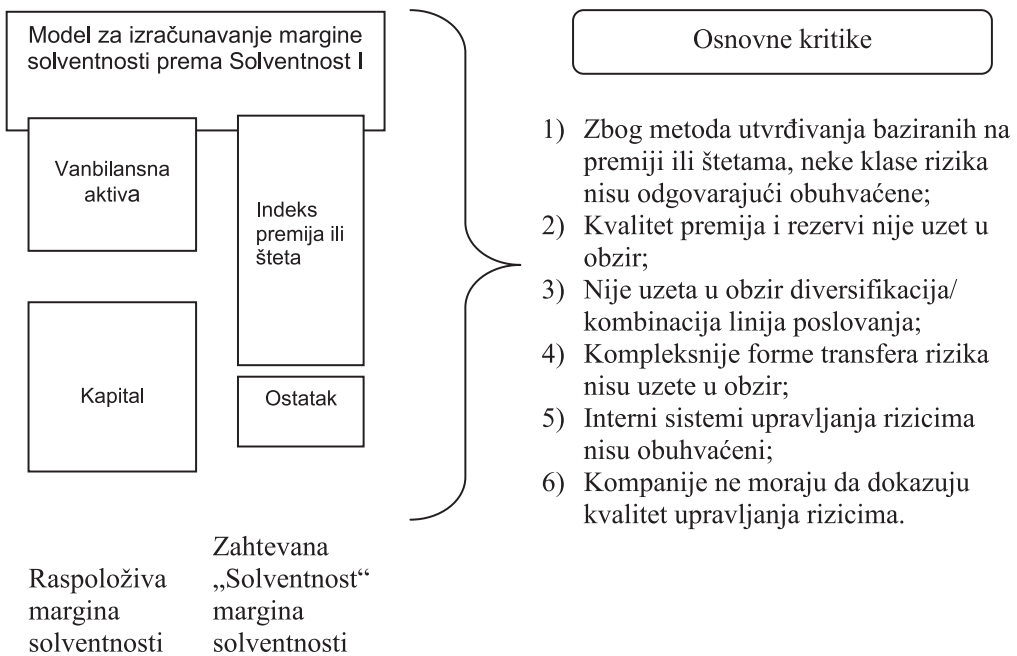 Model za izračunavanje margine
solventnosti prema Solventnost I
Vanbilansna
aktiva
Indeks
premija ili
šteta
Kapital
Ostatak
Raspoloživa
margina
solventnosti
Zahtevana
„Solventnost“
margina
solventnosti
Osnovne kritike
1) Zbog metoda utvrđivanja baziranih na
premiji ili štetama, neke klase rizika
nisu odgovarajući obuhvaćene;
2) Kvalitet premija i rezervi nije uzet u
obzir;
3) Nije uzeta u obzir diversifikacija/
kombinacija linija poslovanja;
4) Kompleksnije forme transfera rizika
nisu uzete u obzir;
5) Interni sistemi upravljanja rizicima
nisu obuhvaćeni;
6) Kompanije ne moraju da dokazuju
kvalitet upravljanja rizicima.